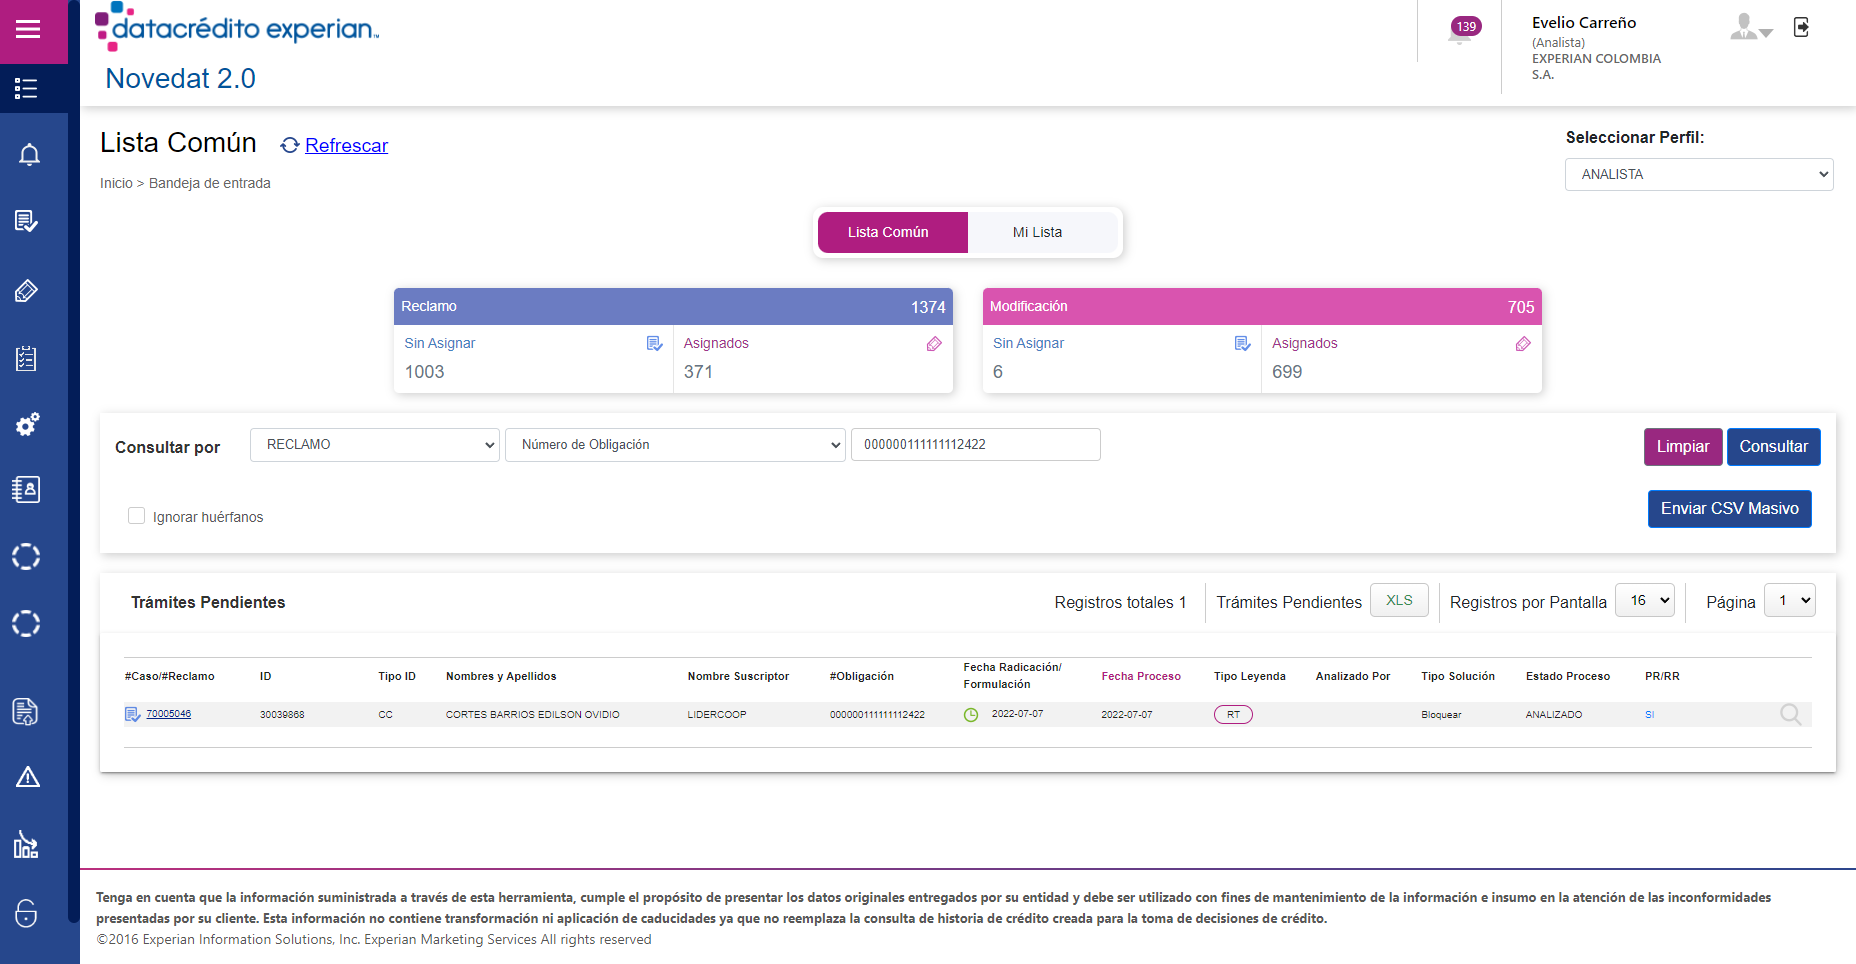 datacrédito experian™
Novedat 2.0
139
Evelio Carreño
(Analista)
EXPERIAN COLOMBIA
S.A.
Lista Común
Refrescar
Inicio > Bandeja de entrada
Seleccionar Perfil:
ANALISTA
Lista Común
Mi Lista
Reclamo 1374
Sin Asignar
1003
Asignados
371
Modificación 705
Sin Asignar
6
Asignados
699
Consultar por
RECLAMO
Número de Obligación
000000111111112422
Limpiar
Consultar
Ignorar huérfanos
Enviar CSV Masivo
Trámites Pendientes
Registros totales 1
Trámites Pendientes
XLS
Registros por Pantalla
16
Página
1
#Caso/#Reclamo ID Tipo ID Nombres y Apellidos Nombre Suscriptor #Obligación Fecha Radicación/ Formulación Fecha Proceso Tipo Leyenda Analizado Por Tipo Solución Estado Proceso PR/RR
70005046 30039868 CC CORTES BARRIOS EDILSON OVIDIO LIDERCOOP 000000111111112422 2022-07-07 2022-07-07 RT Bloquear ANALIZADO SI
Tenga en cuenta que la información suministrada a través de esta herramienta, cumple el propósito de presentar los datos originales entregados por su entidad y debe ser utilizado con fines de mantenimiento de la información e insumo en la atención de las inconformidades
presentadas por su cliente. Esta información no contiene transformación ni aplicación de caducidades ya que no reemplaza la consulta de historia de crédito creada para la toma de decisiones de crédito.
©2016 Experian Information Solutions, Inc. Experian Marketing Services All rights reserved